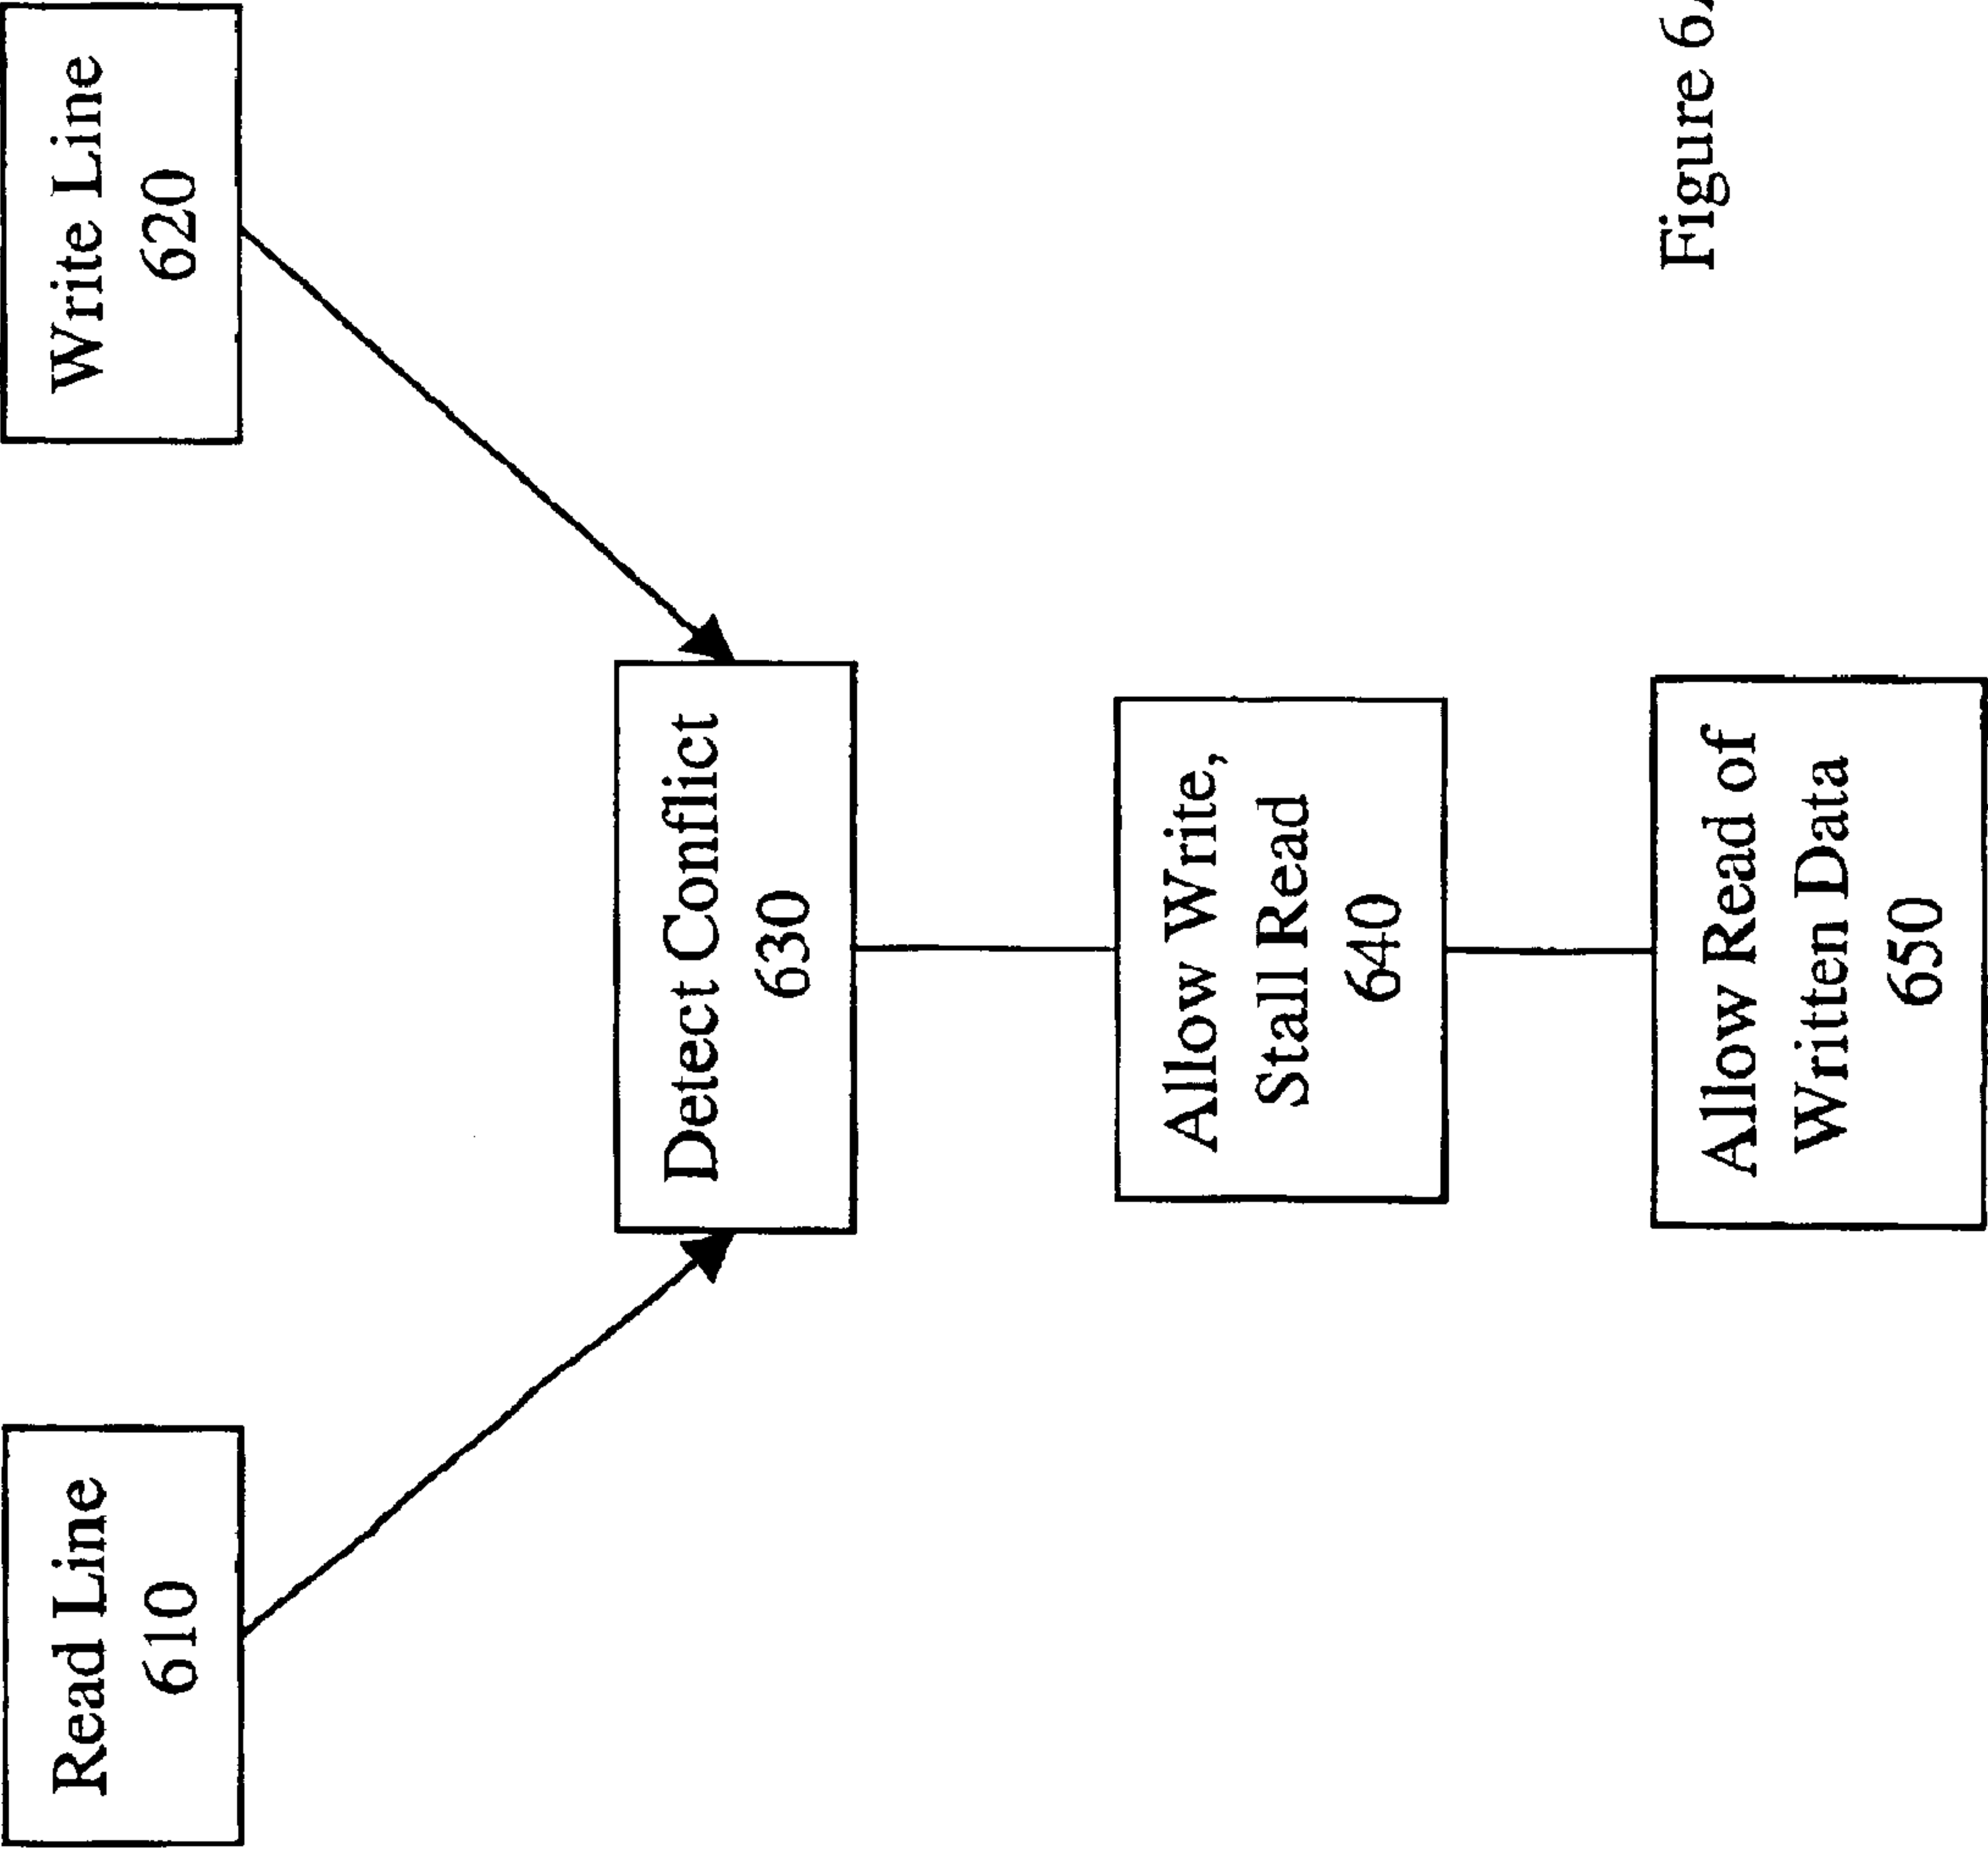 Read Line
610
Write Line
620
Detect Conflict
630
Allow Write,
Stall Read
640
Allow Read of
Written Data
650
Figure